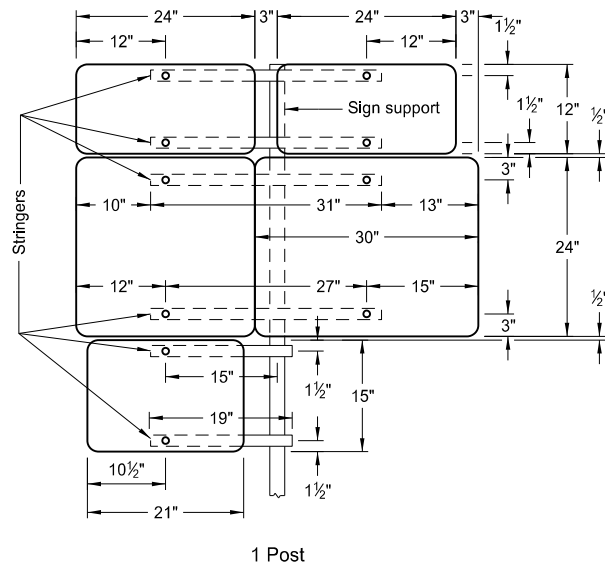 24" 3" 24" 3"
12" 12" 1½"
Sign support
1½" 12" ½"
3"
Stringers
10" 31" 13"
30"
24"
12" 27" 15"
½"
3"
15" 1½" 15"
19"
10½" 1½"
21"
1 Post